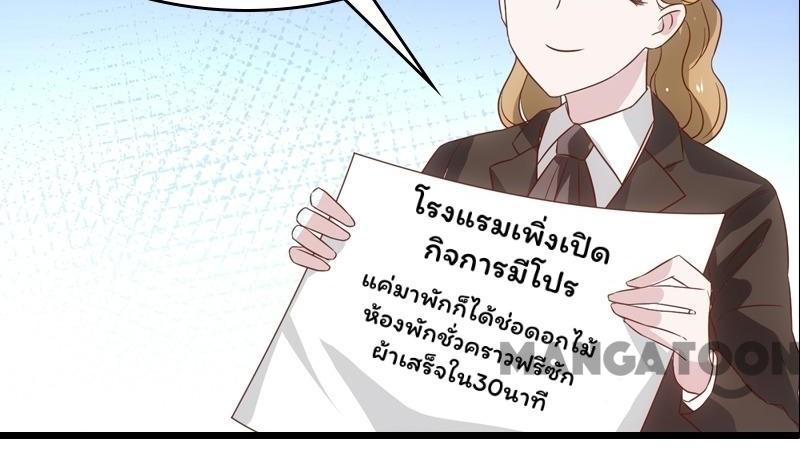 โรงแรมเพิ่งเปิด
กิจการมีโปร
แค่มาพักก็ได้ช่อดอกไม้
ห้องพักชั่วคราวฟรีซัก
ผ้าเสร็จใน30นาที
MANGATOON